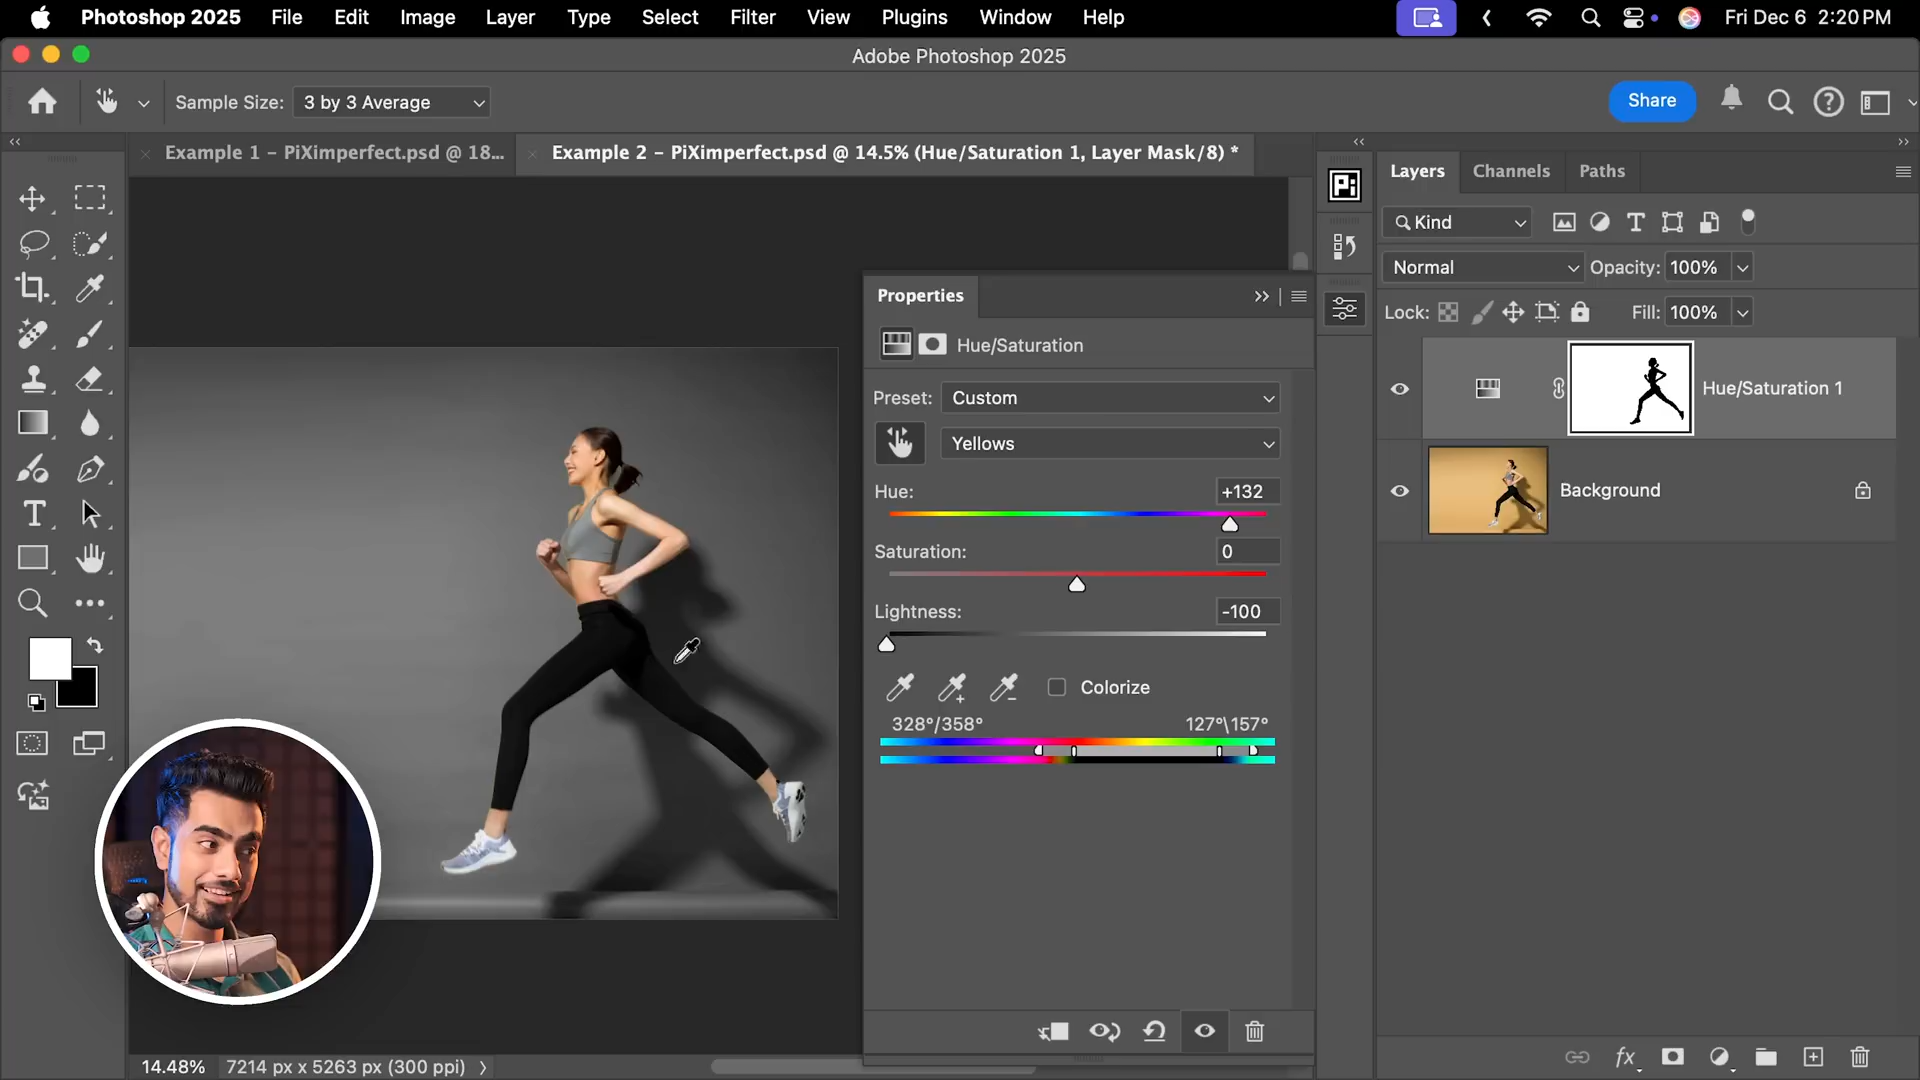 Photoshop 2025 File Edit Image Layer Type Select Filter View Plugins Window Help Fri Dec 6 2:20 PM
Adobe Photoshop 2025
Sample Size: 3 by 3 Average Share
Example 1 - PiXimperfect.psd @ 18... Example 2 - PiXimperfect.psd @ 14.5% (Hue/Saturation 1, Layer Mask/8) *
Layers Channels Paths
Pi
Kind
Normal Opacity: 100%
Lock: Fill: 100%
Hue/Saturation 1
Background
Properties
Hue/Saturation
Preset: Custom
Yellows
Hue: +132
Saturation: 0
Lightness: -100
Colorize
328°/358° 127°\157°
14.48% 7214 px x 5263 px (300 ppi)
fx